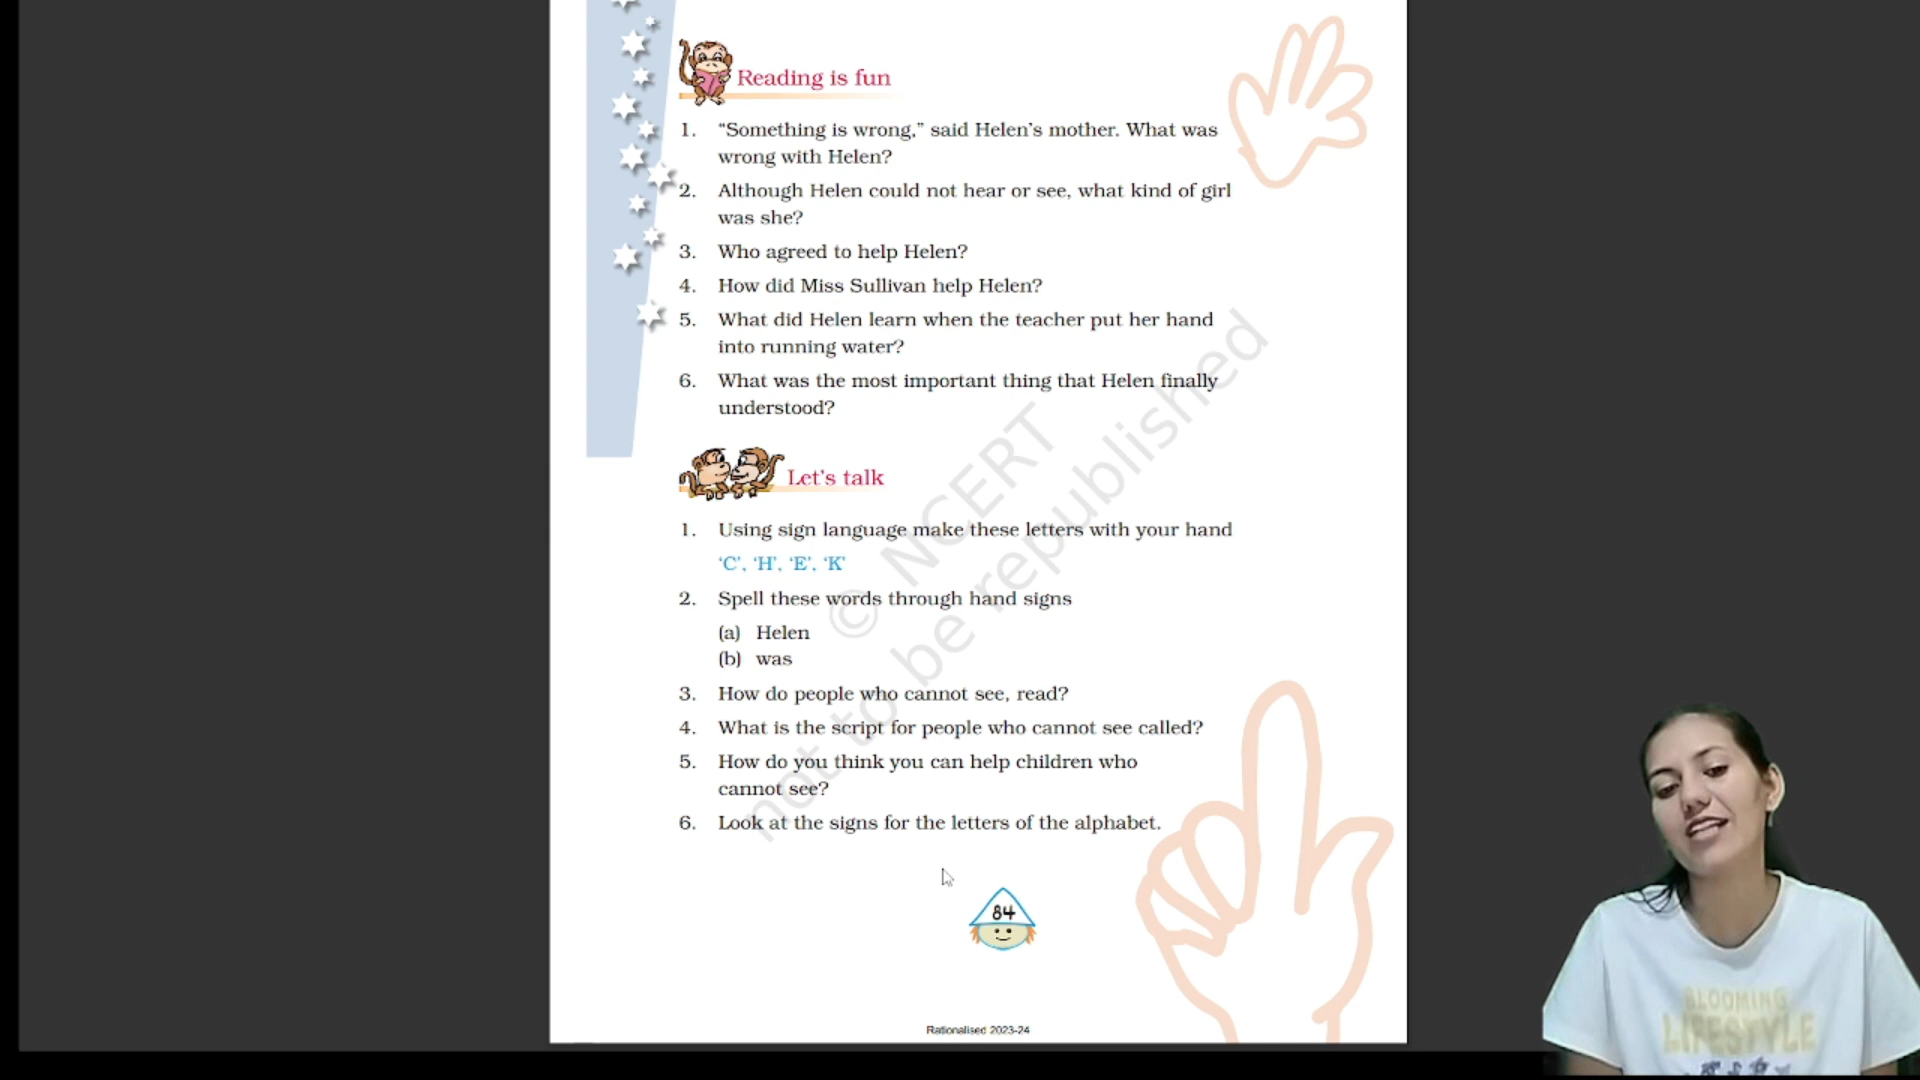 Reading is fun
1. “Something is wrong,” said Helen’s mother. What was
wrong with Helen?
2. Although Helen could not hear or see, what kind of girl
was she?
3. Who agreed to help Helen?
4. How did Miss Sullivan help Helen?
5. What did Helen learn when the teacher put her hand
into running water?
6. What was the most important thing that Helen finally
understood?
Let’s talk
1. Using sign language make these letters with your hand
‘C’, ‘H’, ‘E’, ‘K’
2. Spell these words through hand signs
(a) Helen
(b) was
3. How do people who cannot see, read?
4. What is the script for people who cannot see called?
5. How do you think you can help children who
cannot see?
6. Look at the signs for the letters of the alphabet.
84
Rationalised 2023-24
© NCERT
not to be republished
BLOOMING
LIFESTYLE